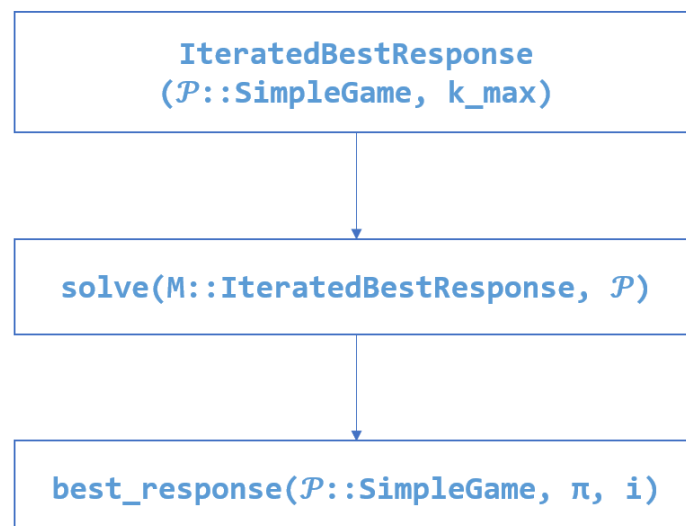 IteratedBestResponse
(𝒫::SimpleGame, k_max)
solve(M::IteratedBestResponse, 𝒫)
best_response(𝒫::SimpleGame, π, i)